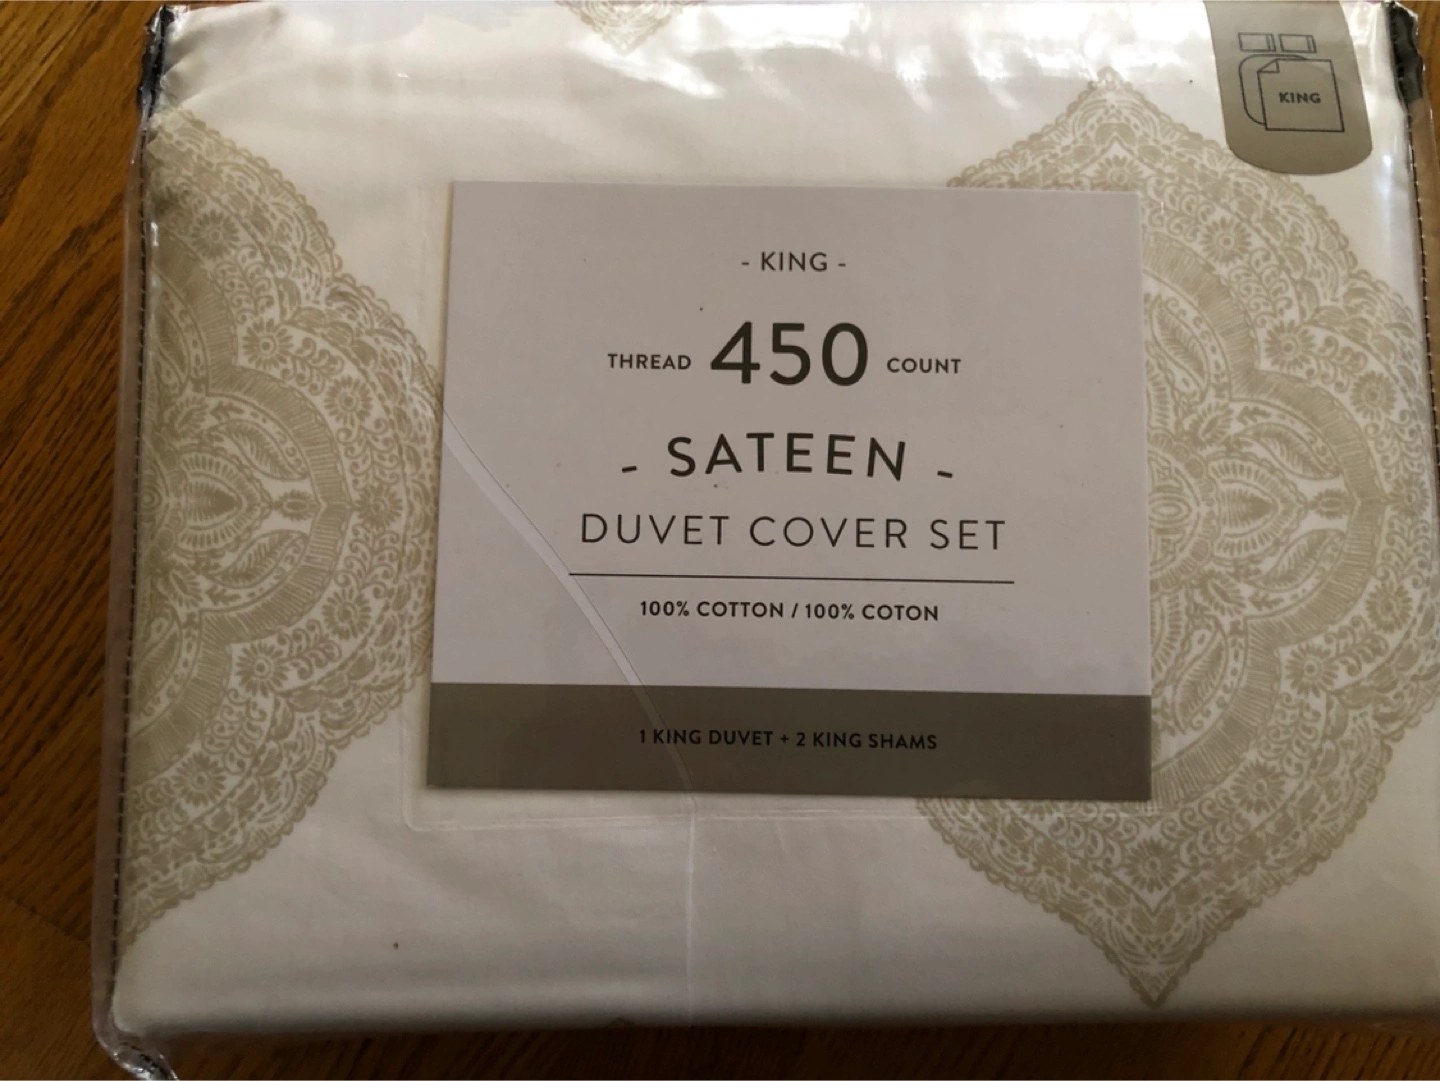 KING
- KING -
THREAD 450 COUNT
- SATEEN -
DUVET COVER SET
100% COTTON / 100% COTON
1 KING DUVET + 2 KING SHAMS